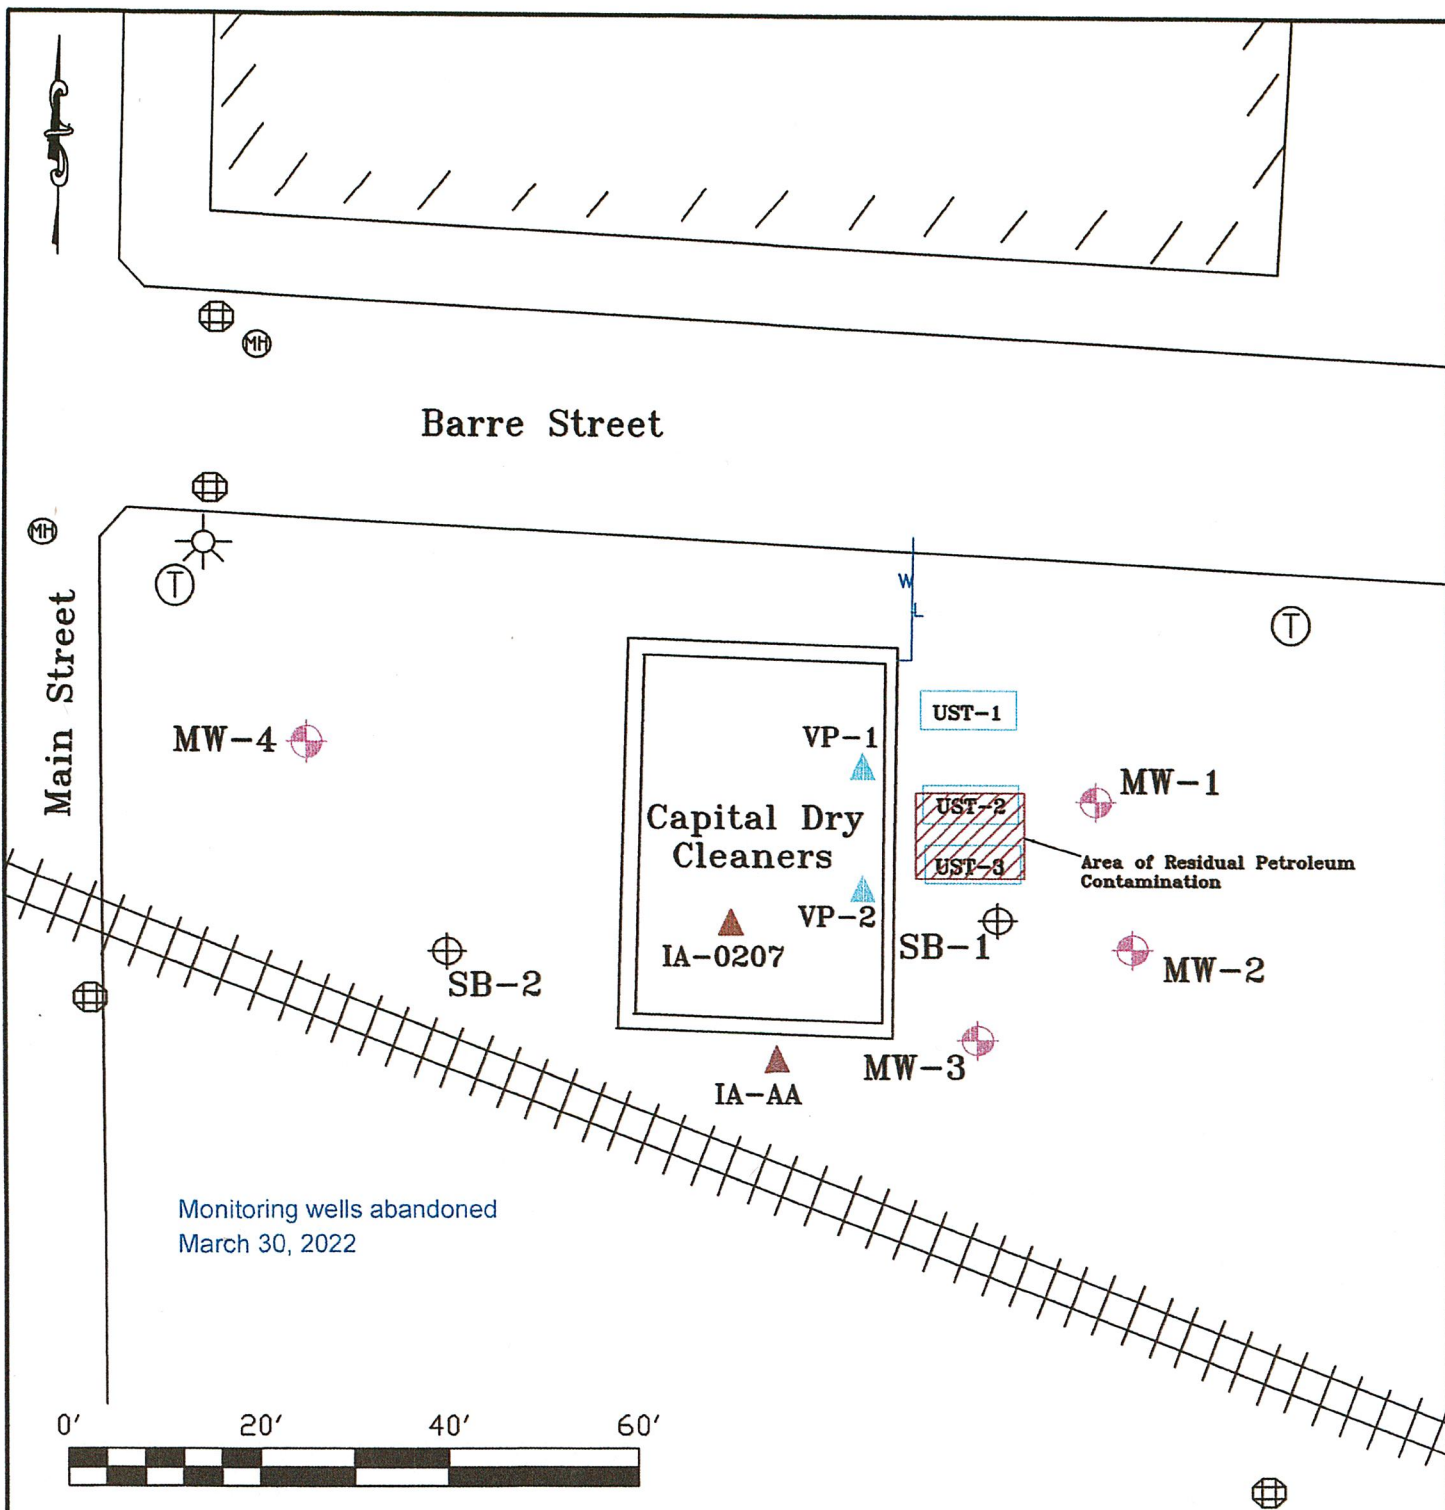 MH
Barre Street
MH
T
W
L
T
Main Street
UST-1
MW-4
VP-1
MW-1
UST-2
Capital Dry
Cleaners
Area of Residual Petroleum
Contamination
UST-3
VP-2
SB-1
IA-0207
MW-2
SB-2
MW-3
IA-AA
Monitoring wells abandoned
March 30, 2022
0' 20' 40' 60'